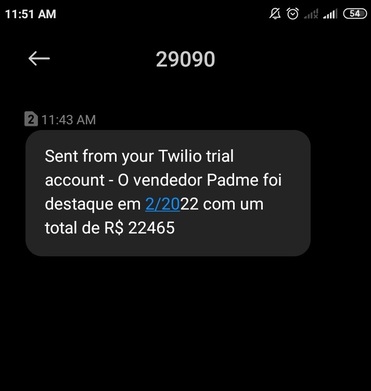 11:51 AM 54
29090
2 11:43 AM
Sent from your Twilio trial
account - O vendedor Padme foi
destaque em 2/2022 com um
total de R$ 22465